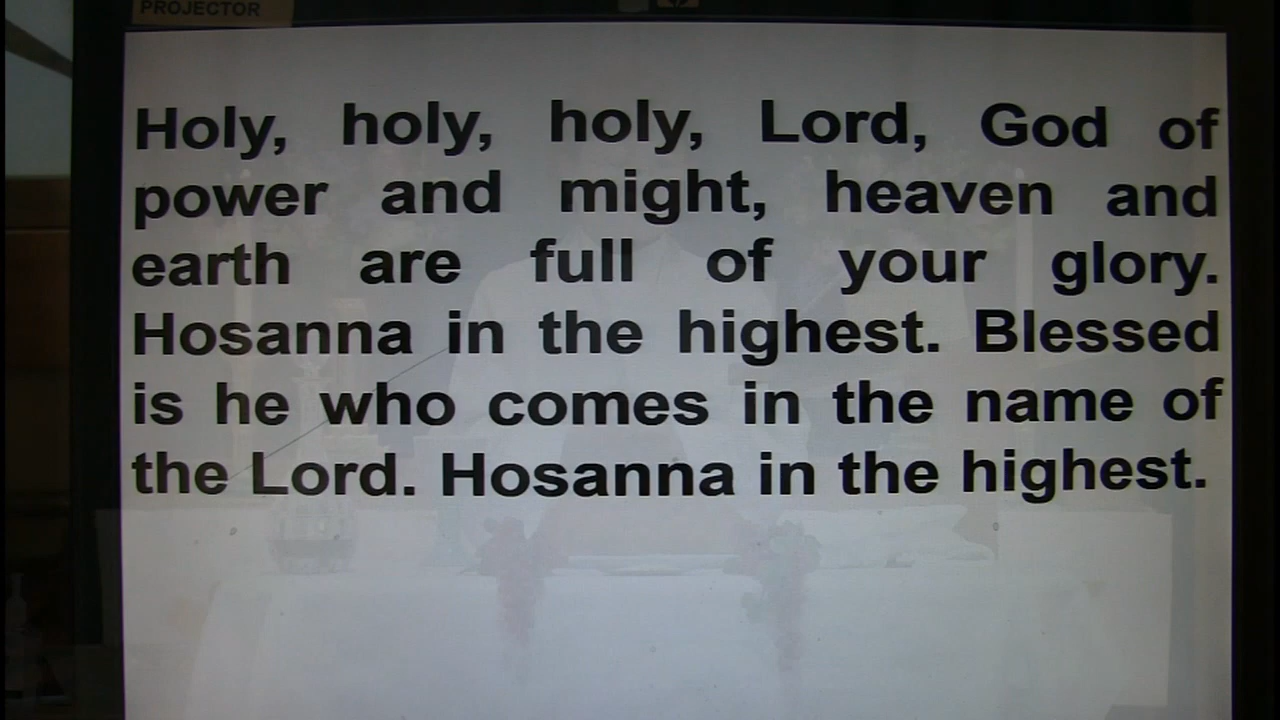 PROJECTOR
Holy, holy, holy, Lord, God of
power and might, heaven and
earth are full of your glory.
Hosanna in the highest. Blessed
is he who comes in the name of
the Lord. Hosanna in the highest.